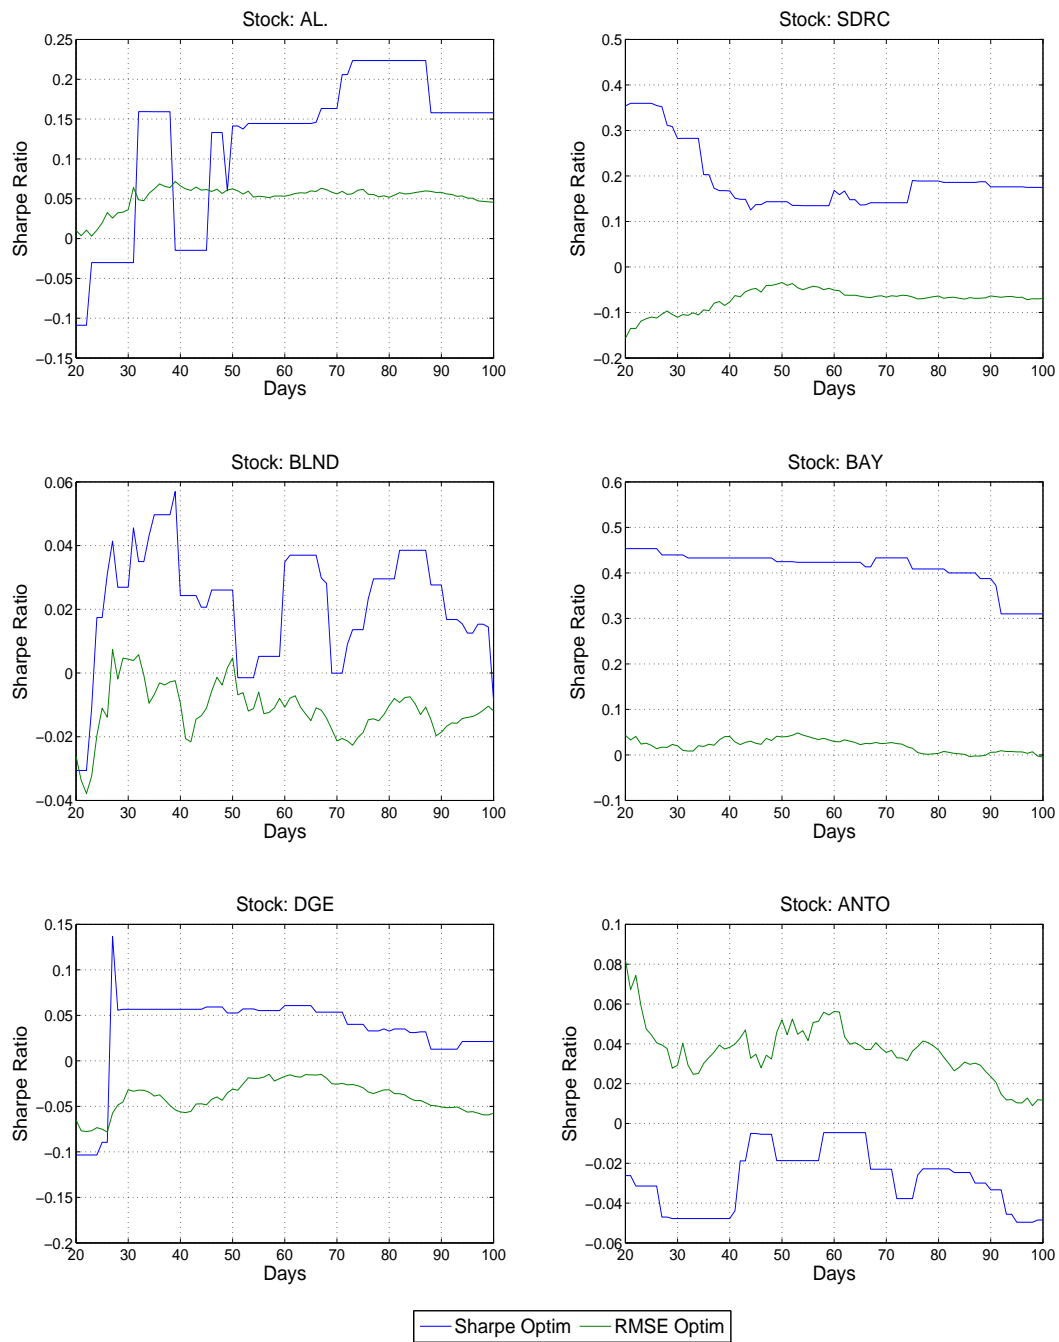 Stock: AL.
0.25
0.2
0.15
0.1
0.05
0
−0.05
−0.1
−0.15
Sharpe Ratio
20 30 40 50 60 70 80 90 100
Days
Stock: SDRC
0.5
0.4
0.3
0.2
0.1
0
−0.1
−0.2
Sharpe Ratio
20 30 40 50 60 70 80 90 100
Days
Stock: BLND
0.06
0.04
0.02
0
−0.02
−0.04
Sharpe Ratio
20 30 40 50 60 70 80 90 100
Days
Stock: BAY
0.6
0.5
0.4
0.3
0.2
0.1
0
−0.1
Sharpe Ratio
20 30 40 50 60 70 80 90 100
Days
Stock: DGE
0.15
0.1
0.05
0
−0.05
−0.1
−0.15
−0.2
Sharpe Ratio
20 30 40 50 60 70 80 90 100
Days
Stock: ANTO
0.1
0.08
0.06
0.04
0.02
0
−0.02
−0.04
−0.06
Sharpe Ratio
20 30 40 50 60 70 80 90 100
Days
Sharpe Optim RMSE Optim